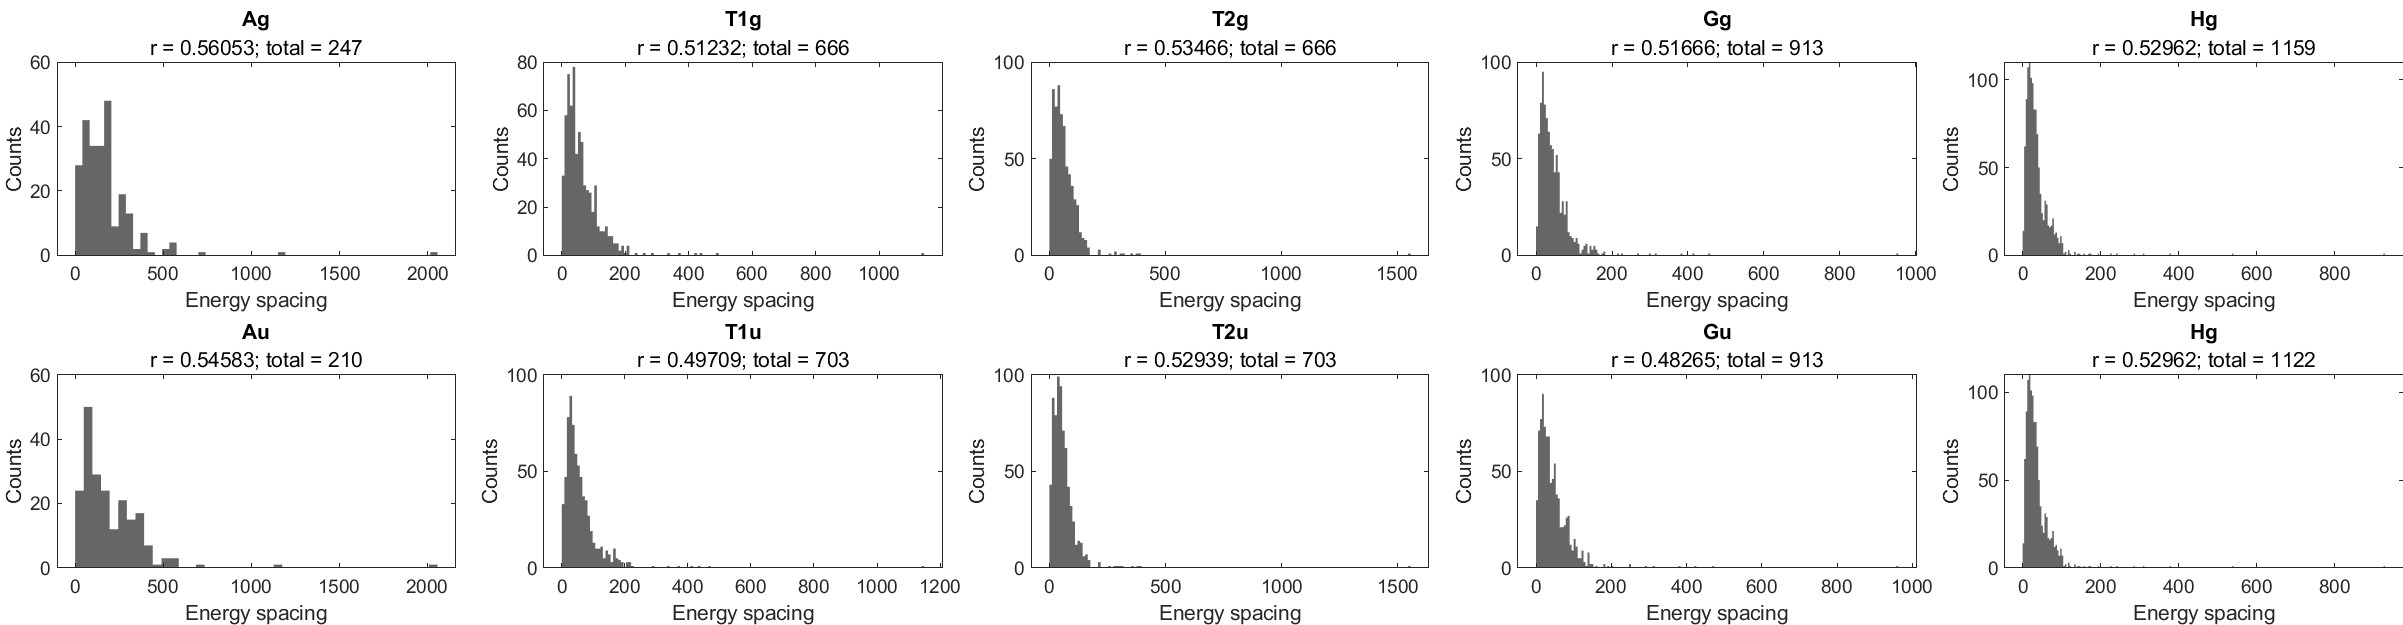 Ag
r = 0.56053; total = 247
60
40
20
0
Counts
0 500 1000 1500 2000
Energy spacing
T1g
r = 0.51232; total = 666
80
60
40
20
0
Counts
0 200 400 600 800 1000
Energy spacing
T2g
r = 0.53466; total = 666
100
50
0
Counts
0 500 1000 1500
Energy spacing
Gg
r = 0.51666; total = 913
100
50
0
Counts
0 200 400 600 800 1000
Energy spacing
Hg
r = 0.52962; total = 1159
100
50
0
Counts
0 200 400 600 800
Energy spacing
Au
r = 0.54583; total = 210
60
40
20
0
Counts
0 500 1000 1500 2000
Energy spacing
T1u
r = 0.49709; total = 703
100
50
0
Counts
0 200 400 600 800 1000 1200
Energy spacing
T2u
r = 0.52939; total = 703
100
50
0
Counts
0 500 1000 1500
Energy spacing
Gu
r = 0.48265; total = 913
100
50
0
Counts
0 200 400 600 800 1000
Energy spacing
Hg
r = 0.52962; total = 1122
100
50
0
Counts
0 200 400 600 800
Energy spacing